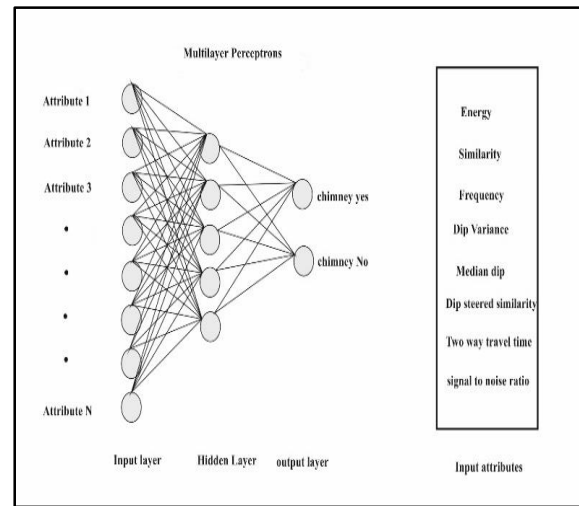 Multilayer Perceptrons
Attribute 1
Attribute 2
Attribute 3
Attribute N
chimney yes
chimney No
Input layer
Hidden Layer
output layer
Energy
Similarity
Frequency
Dip Variance
Median dip
Dip steered similarity
Two way travel time
signal to noise ratio
Input attributes